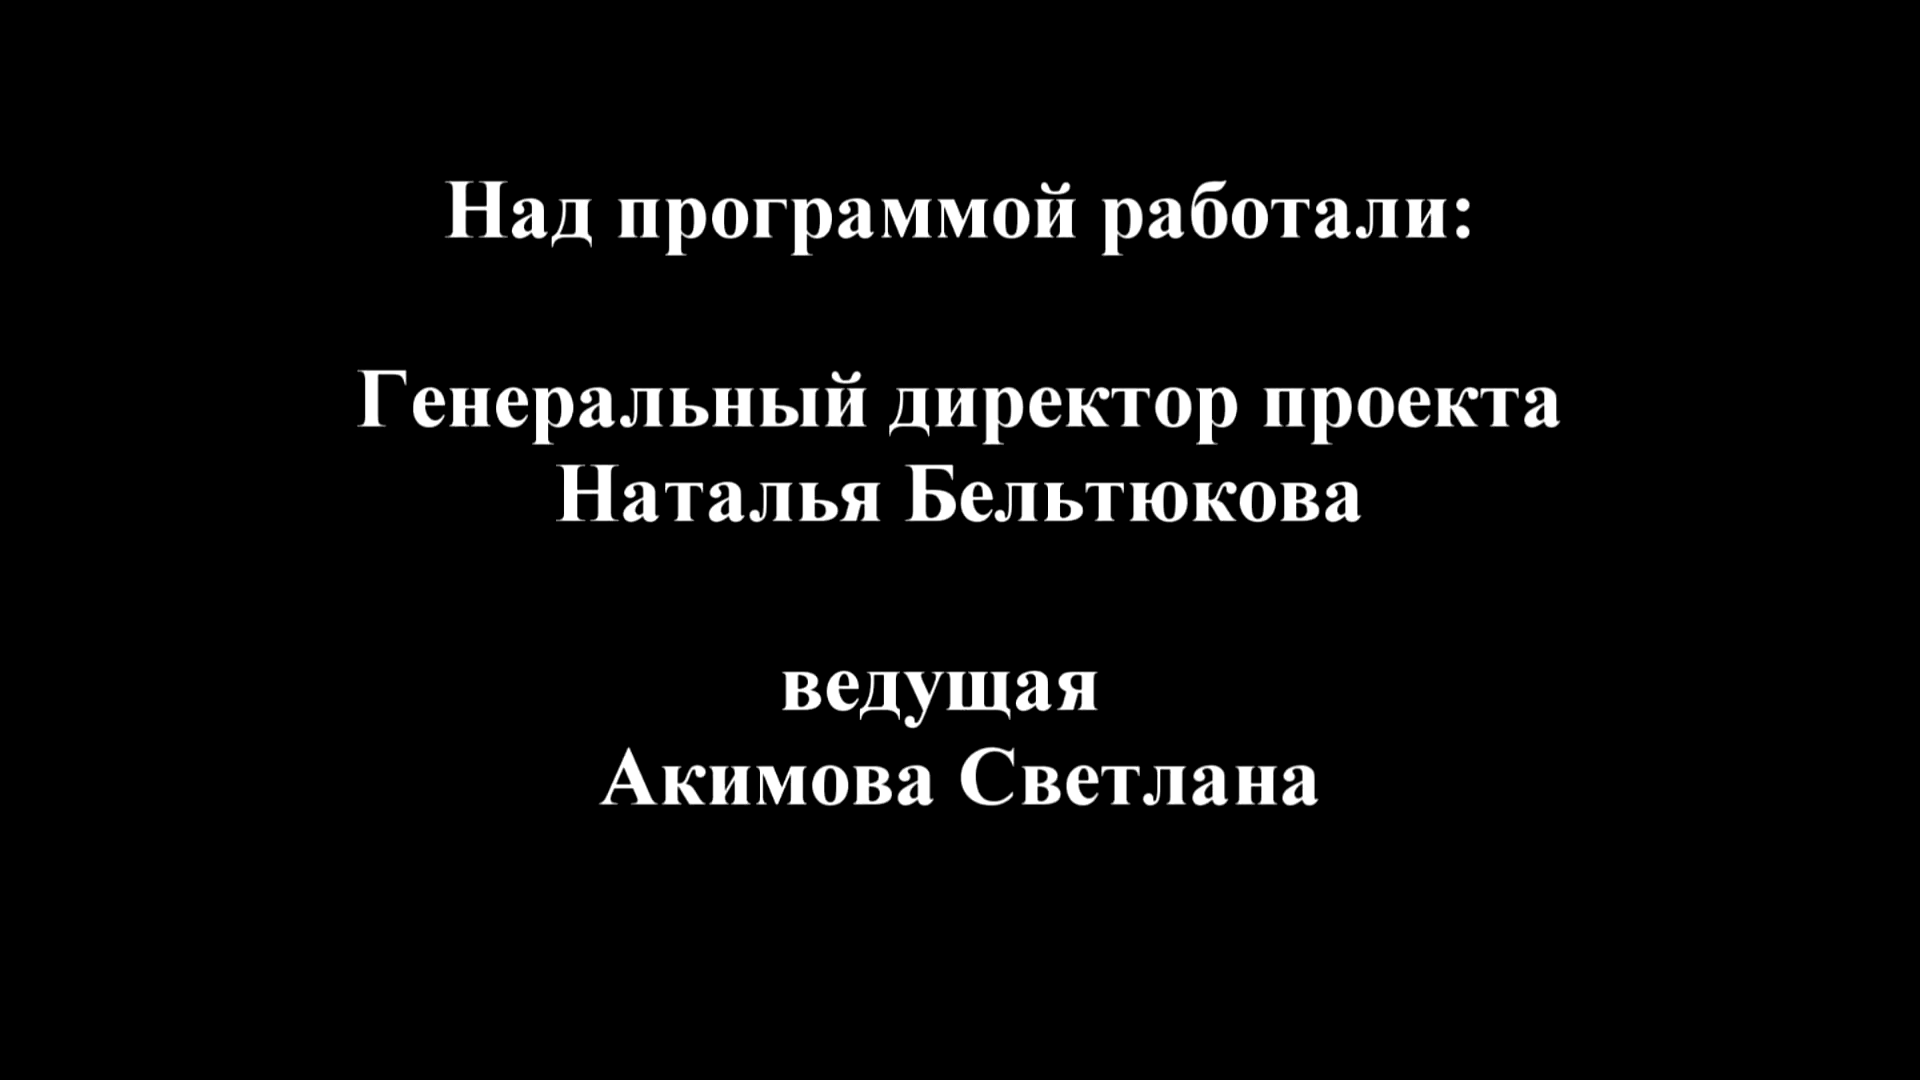 Над программой работали:
Генеральный директор проекта
Наталья Бельтюкова
ведущая
Акимова Светлана